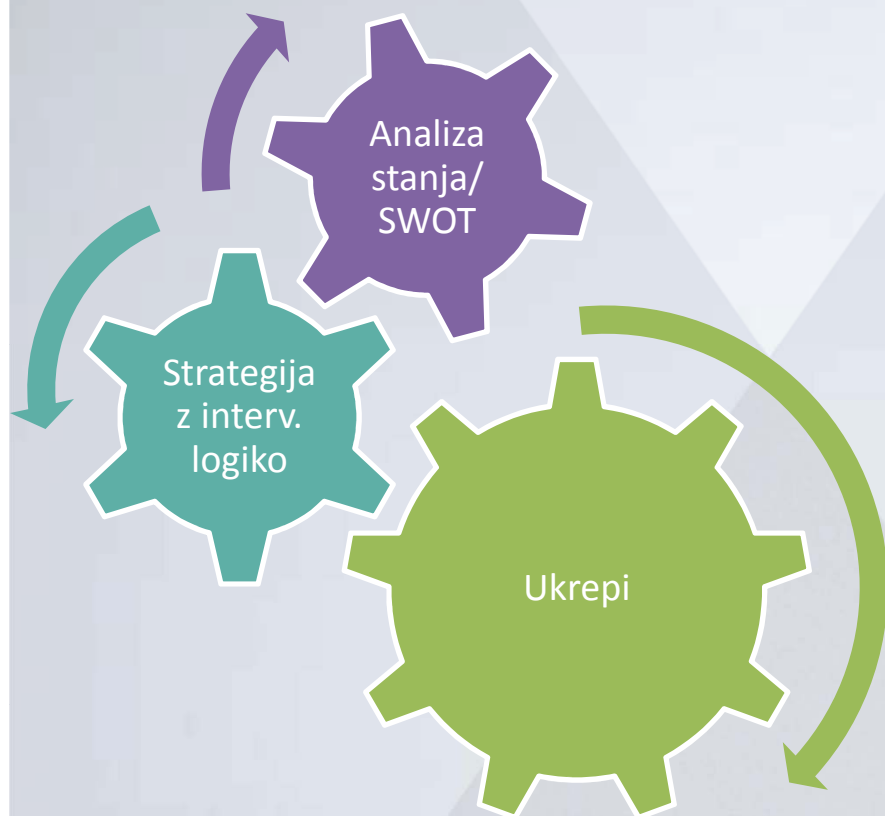 Analiza
stanja/
SWOT
Strategija
z interv.
logiko
Ukrepi